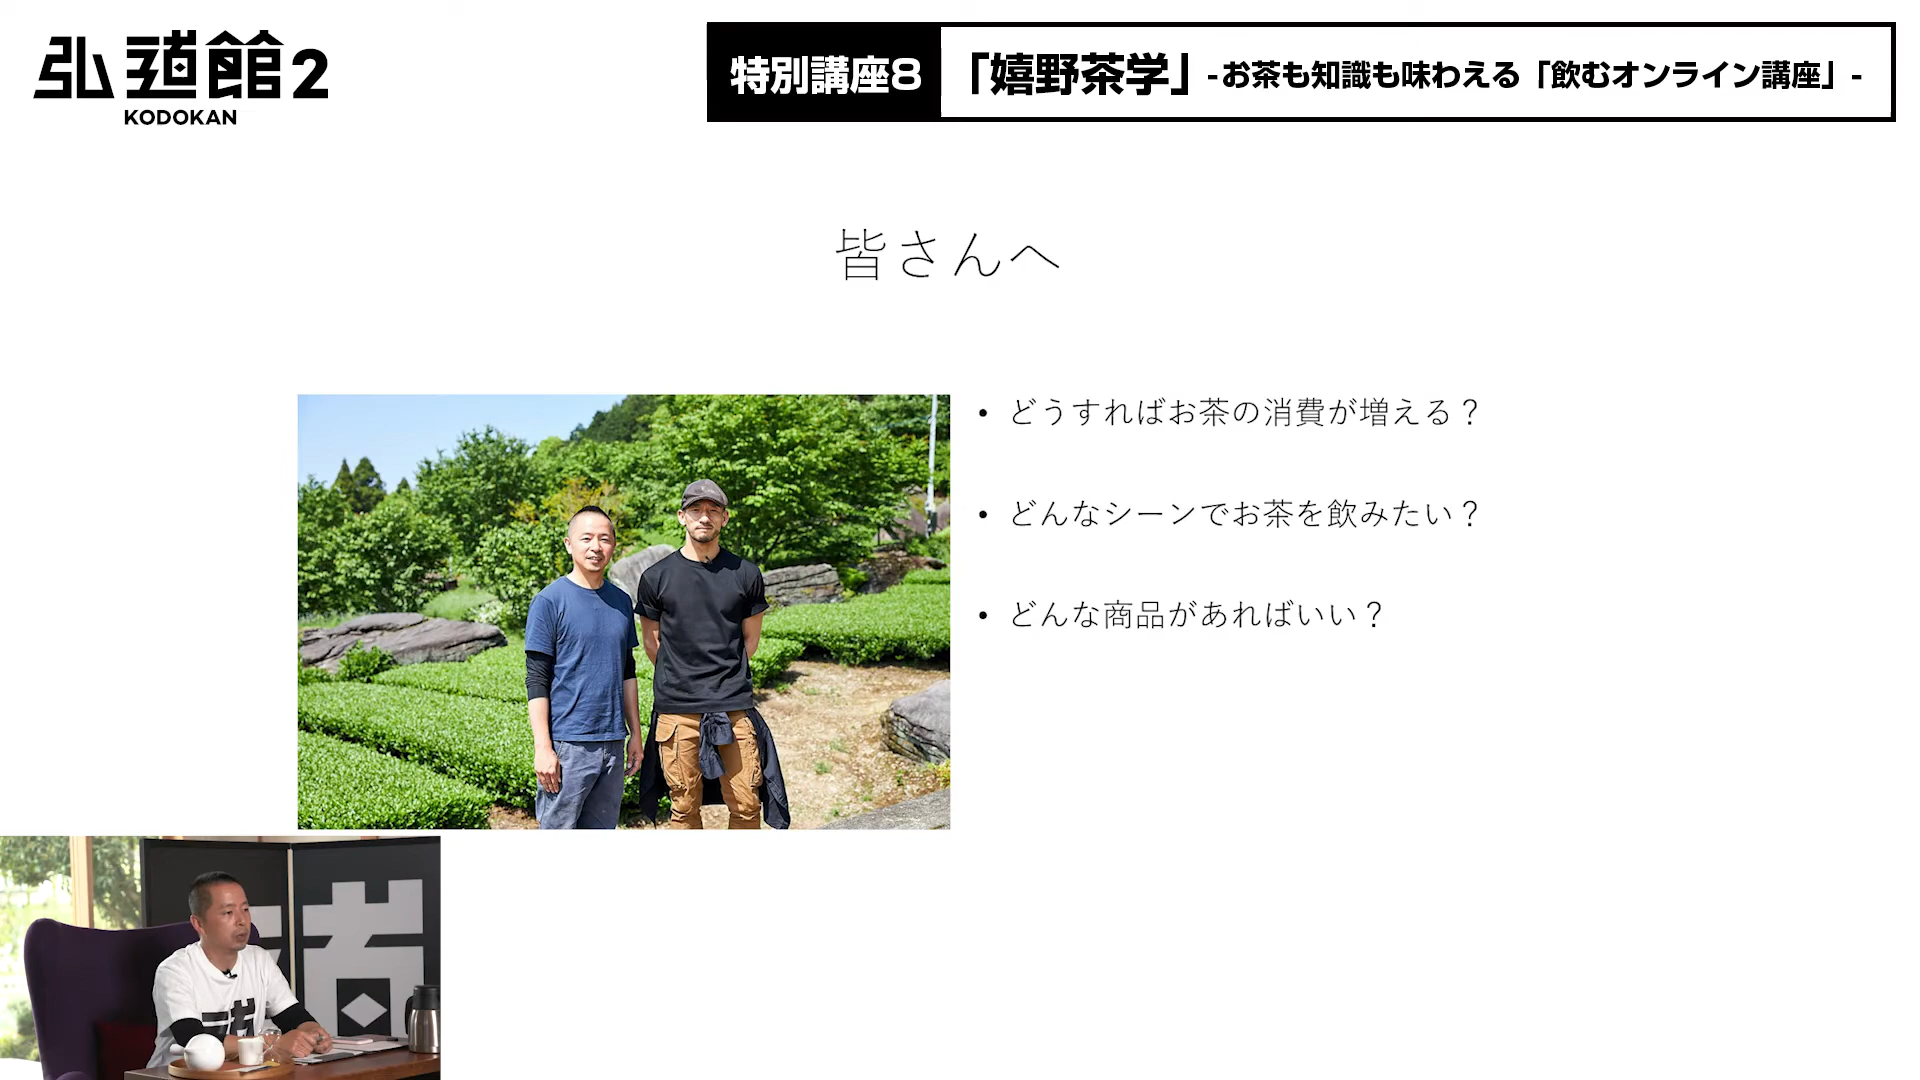 弘道館2
KODOKAN
特別講座8 「嬉野茶学」-お茶も知識も味わえる「飲むオンライン講座」-
皆さんへ
• どうすればお茶の消費が増える？
• どんなシーンでお茶を飲みたい？
• どんな商品があればいい？